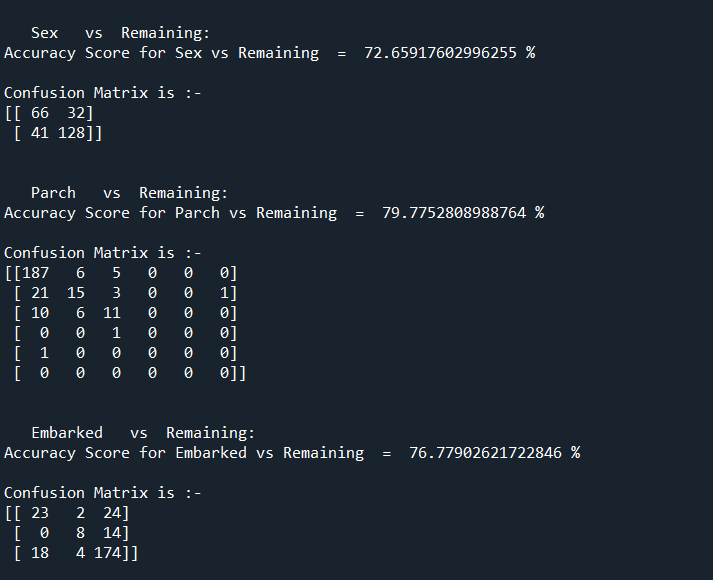 Sex   vs  Remaining:
Accuracy Score for Sex vs Remaining  =  72.65917602996255 %
Confusion Matrix is :-
[[ 66  32]
 [ 41 128]]
Parch   vs  Remaining:
Accuracy Score for Parch vs Remaining  =  79.7752808988764 %
Confusion Matrix is :-
[[187   6   5   0   0   0]
 [ 21  15   3   0   0   1]
 [ 10   6  11   0   0   0]
 [  0   0   1   0   0   0]
 [  1   0   0   0   0   0]
 [  0   0   0   0   0   0]]
Embarked   vs  Remaining:
Accuracy Score for Embarked vs Remaining  =  76.77902621722846 %
Confusion Matrix is :-
[[ 23   2  24]
 [  0   8  14]
 [ 18   4 174]]